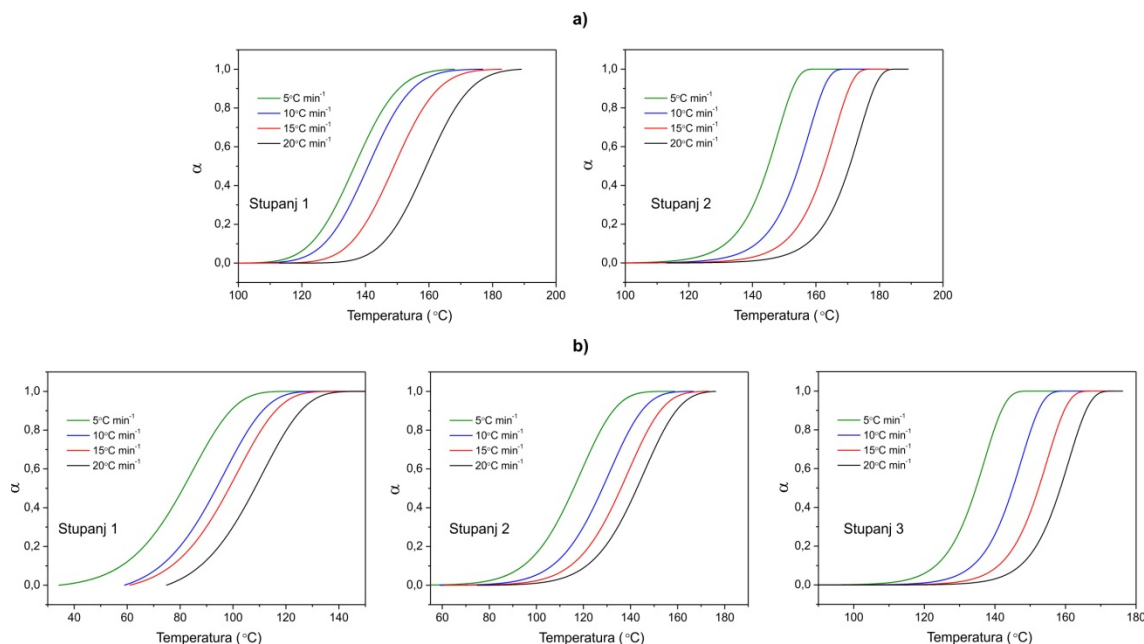 a)
1,0
0,8
0,6
0,4
0,2
0,0
α
5°C min⁻¹
10°C min⁻¹
15°C min⁻¹
20°C min⁻¹
Stupanj 1
100 120 140 160 180 200
Temperatura (°C)
1,0
0,8
0,6
0,4
0,2
0,0
α
5°C min⁻¹
10°C min⁻¹
15°C min⁻¹
20°C min⁻¹
Stupanj 2
100 120 140 160 180 200
Temperatura (°C)
b)
1,0
0,8
0,6
0,4
0,2
0,0
α
5°C min⁻¹
10°C min⁻¹
15°C min⁻¹
20°C min⁻¹
Stupanj 1
40 60 80 100 120 140
Temperatura (°C)
1,0
0,8
0,6
0,4
0,2
0,0
α
5°C min⁻¹
10°C min⁻¹
15°C min⁻¹
20°C min⁻¹
Stupanj 2
60 80 100 120 140 160 180
Temperatura (°C)
1,0
0,8
0,6
0,4
0,2
0,0
α
5°C min⁻¹
10°C min⁻¹
15°C min⁻¹
20°C min⁻¹
Stupanj 3
100 120 140 160 180
Temperatura (°C)